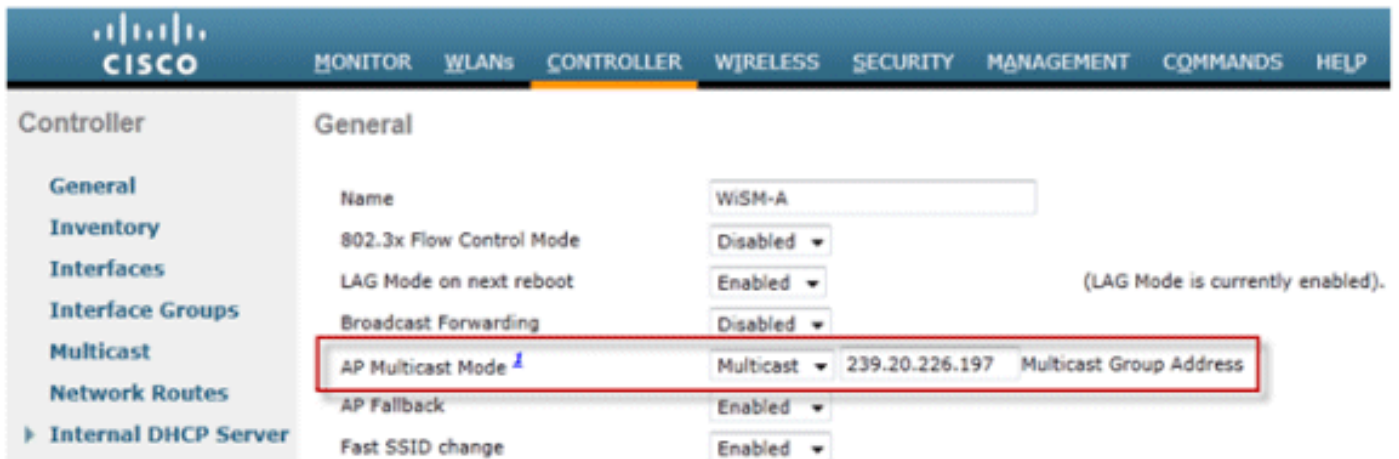 CISCO
MONITOR WLANs CONTROLLER WIRELESS SECURITY MANAGEMENT COMMANDS HELP
Controller
General
Inventory
Interfaces
Interface Groups
Multicast
Network Routes
Internal DHCP Server
General
Name WiSM-A
802.3x Flow Control Mode Disabled
LAG Mode on next reboot Enabled (LAG Mode is currently enabled).
Broadcast Forwarding Disabled
AP Multicast Mode 1 Multicast 239.20.226.197 Multicast Group Address
AP Fallback Enabled
Fast SSID change Enabled